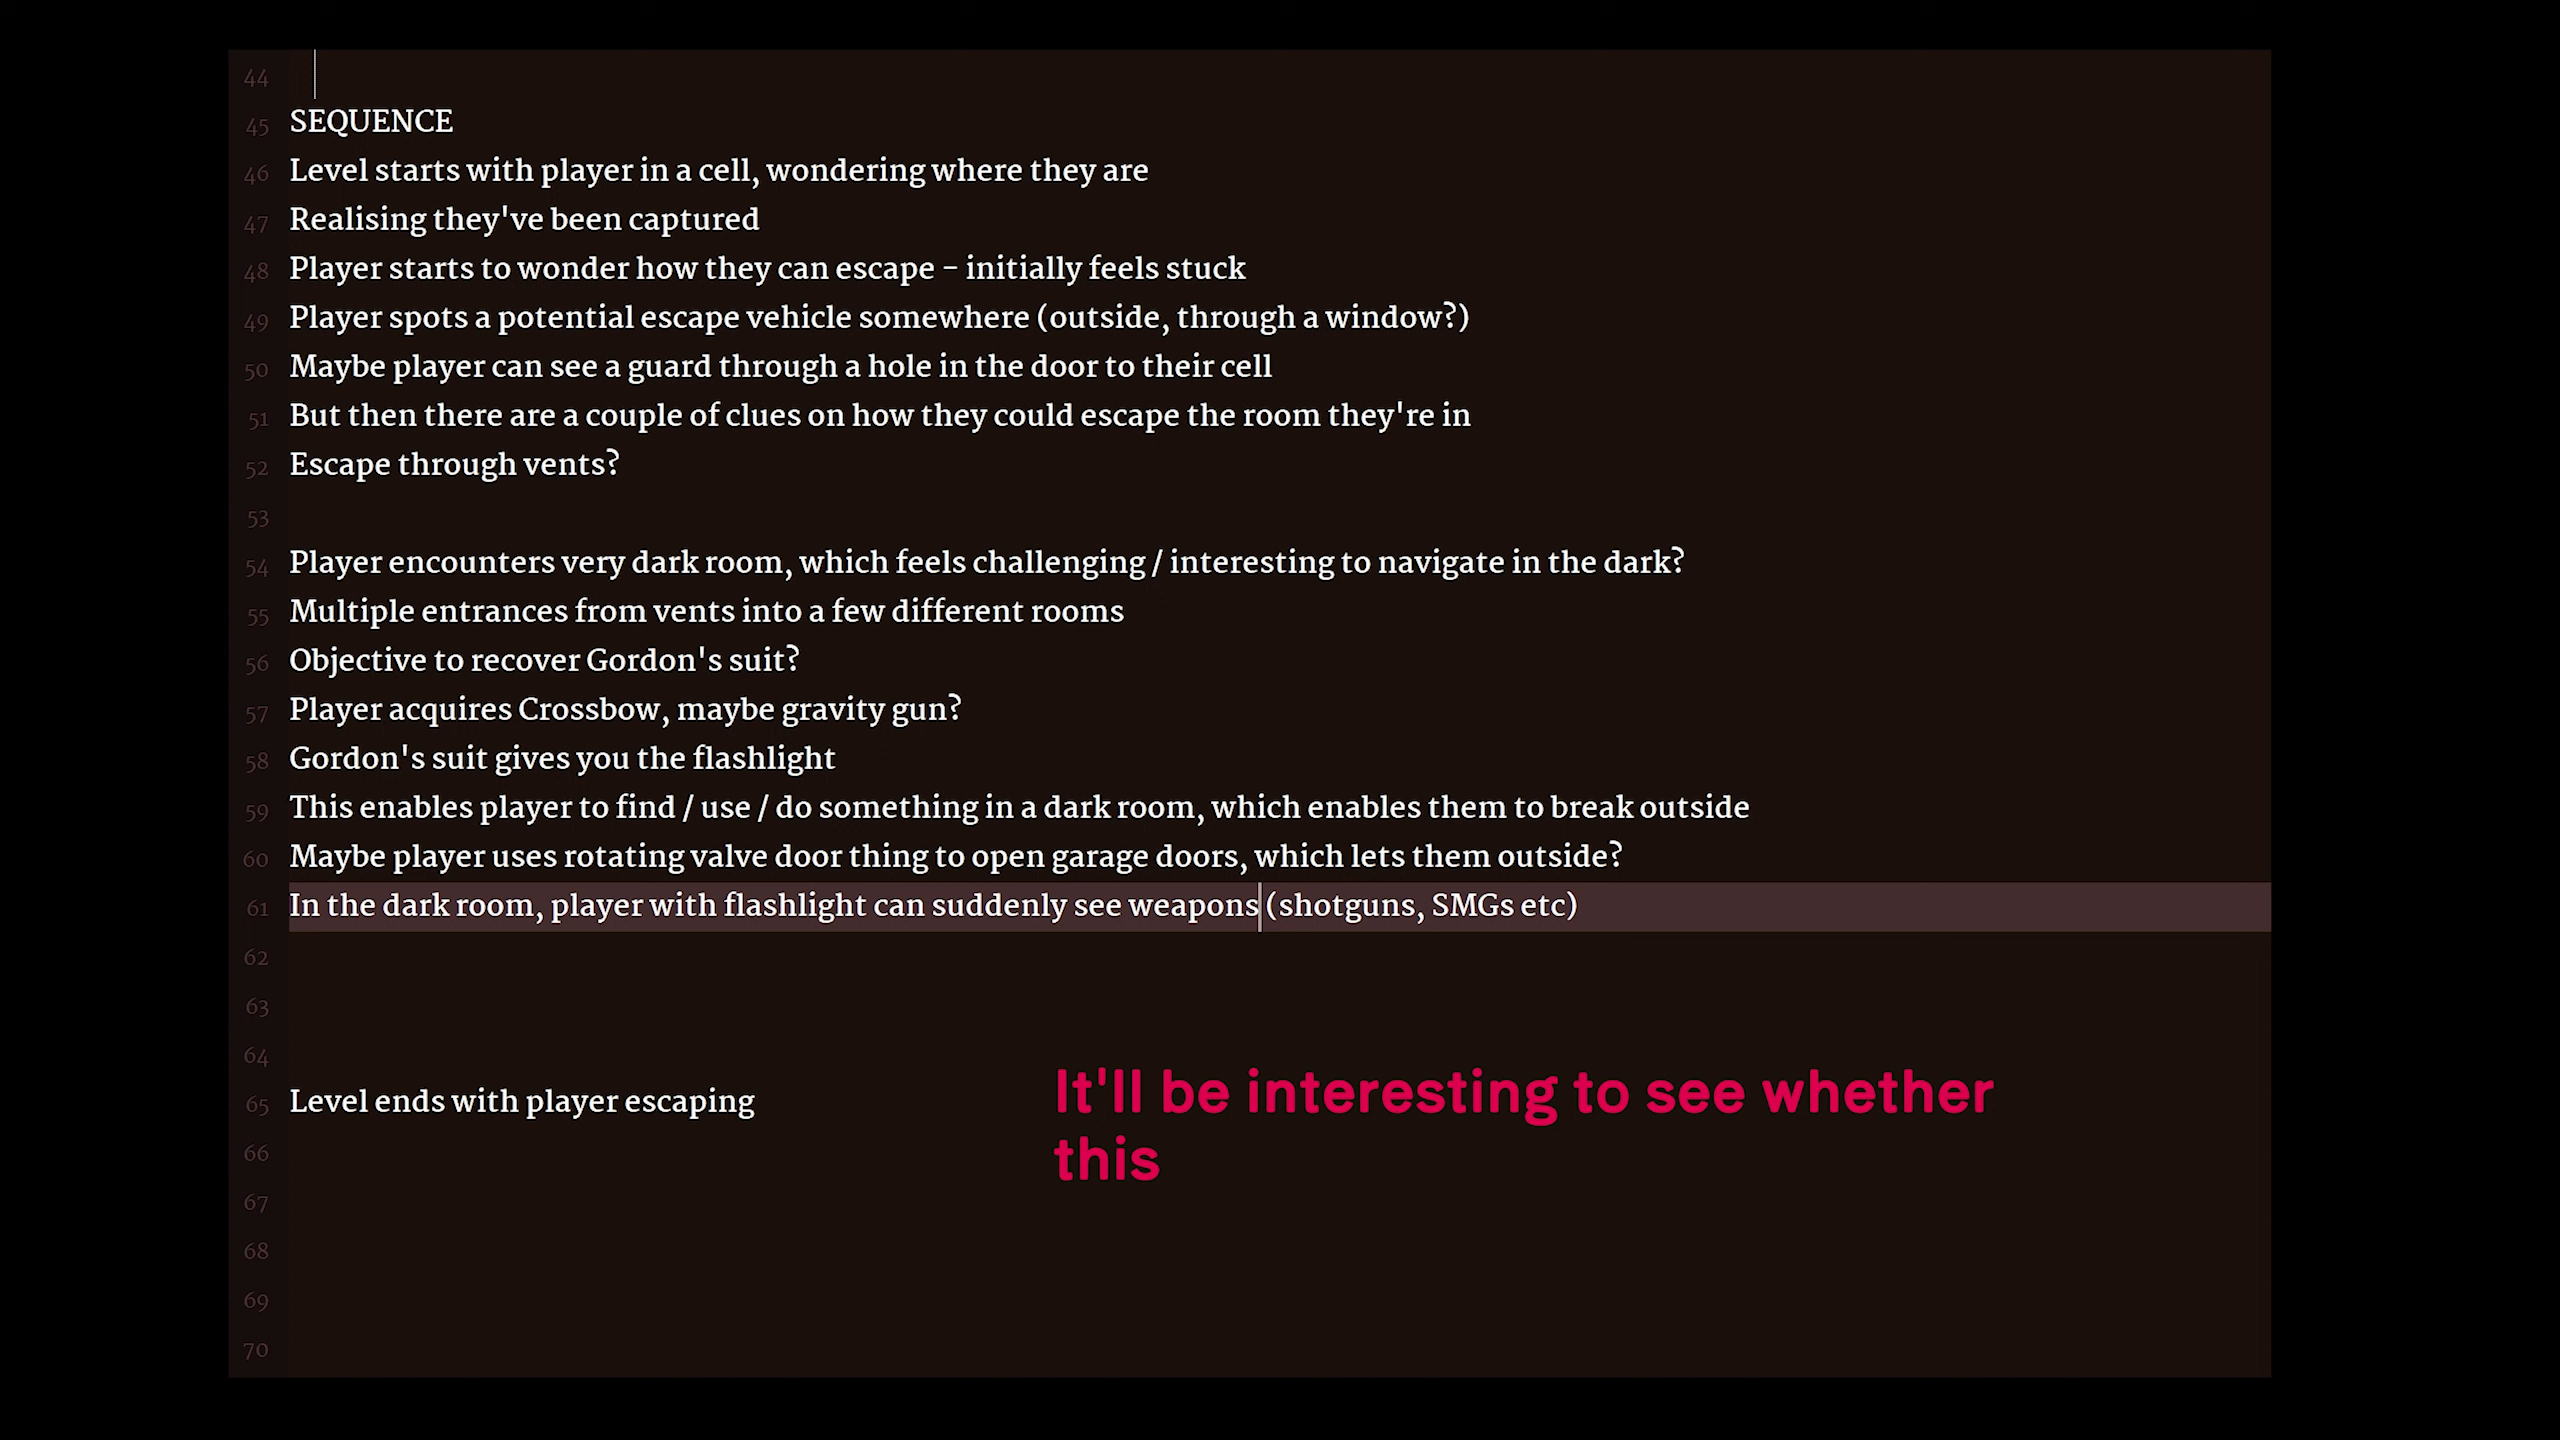 44
45 SEQUENCE
46 Level starts with player in a cell, wondering where they are
47 Realising they've been captured
48 Player starts to wonder how they can escape – initially feels stuck
49 Player spots a potential escape vehicle somewhere (outside, through a window?)
50 Maybe player can see a guard through a hole in the door to their cell
51 But then there are a couple of clues on how they could escape the room they're in
52 Escape through vents?
53
54 Player encounters very dark room, which feels challenging / interesting to navigate in the dark?
55 Multiple entrances from vents into a few different rooms
56 Objective to recover Gordon's suit?
57 Player acquires Crossbow, maybe gravity gun?
58 Gordon's suit gives you the flashlight
59 This enables player to find / use / do something in a dark room, which enables them to break outside
60 Maybe player uses rotating valve door thing to open garage doors, which lets them outside?
61 In the dark room, player with flashlight can suddenly see weapons (shotguns, SMGs etc)
62
63
64
65 Level ends with player escaping
It'll be interesting to see whether
this
66
67
68
69
70